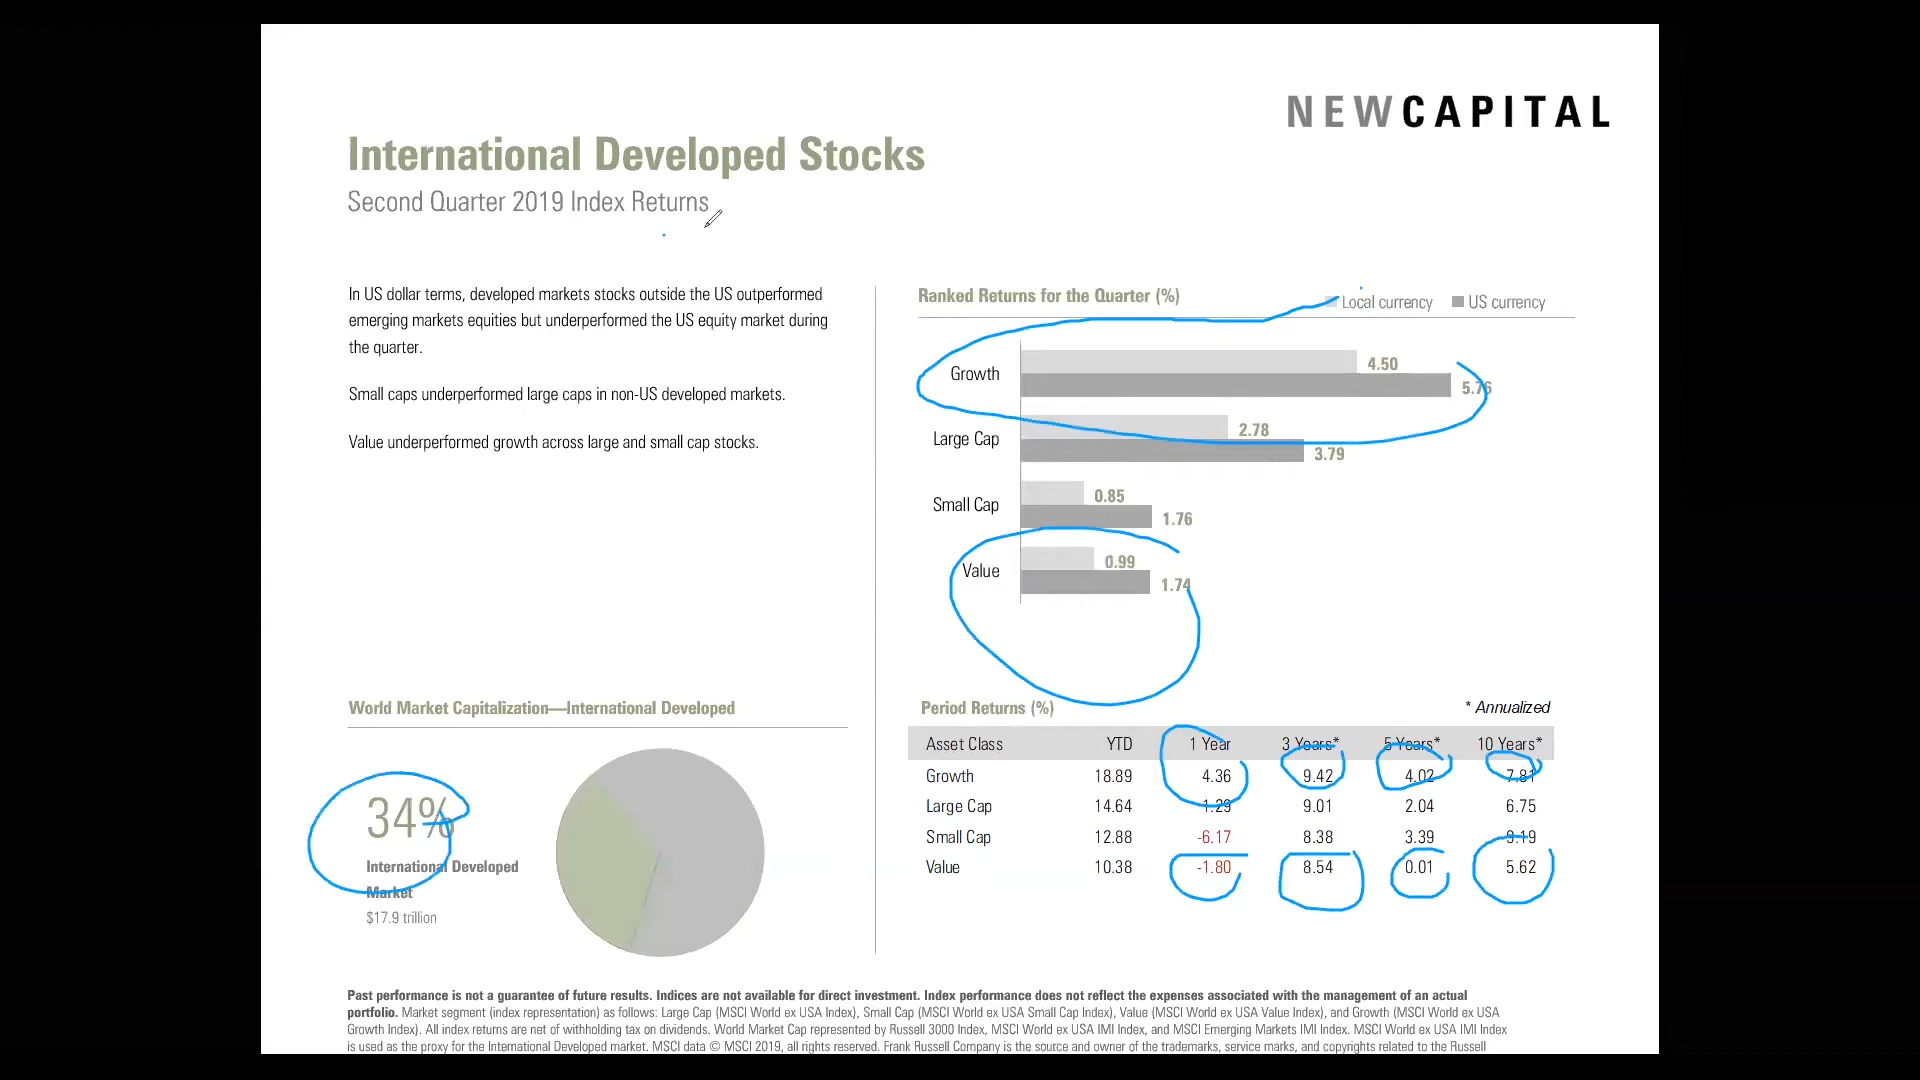 NEWCAPITAL
International Developed Stocks
Second Quarter 2019 Index Returns
In US dollar terms, developed markets stocks outside the US outperformed
emerging markets equities but underperformed the US equity market during
the quarter.
Small caps underperformed large caps in non-US developed markets.
Value underperformed growth across large and small cap stocks.
Ranked Returns for the Quarter (%)
Local currency US currency
Growth 4.50 5.76
Large Cap 2.78 3.79
Small Cap 0.85 1.76
Value 0.99 1.74
World Market Capitalization—International Developed
34%
International Developed
Market
$17.9 trillion
Period Returns (%) * Annualized
Asset Class YTD 1 Year 3 Years* 5 Years* 10 Years*
Growth 18.89 4.36 9.42 4.02 7.81
Large Cap 14.64 1.29 9.01 2.04 6.75
Small Cap 12.88 -6.17 8.38 3.39 9.19
Value 10.38 -1.80 8.54 0.01 5.62
Past performance is not a guarantee of future results. Indices are not available for direct investment. Index performance does not reflect the expenses associated with the management of an actual
portfolio. Market segment (index representation) as follows: Large Cap (MSCI World ex USA Index), Small Cap (MSCI World ex USA Small Cap Index), Value (MSCI World ex USA Value Index), and Growth (MSCI World ex USA
Growth Index). All index returns are net of withholding tax on dividends. World Market Cap represented by Russell 3000 Index, MSCI World ex USA IMI Index, and MSCI Emerging Markets IMI Index. MSCI World ex USA IMI Index
is used as the proxy for the International Developed market. MSCI data © MSCI 2019, all rights reserved. Frank Russell Company is the source and owner of the trademarks, service marks, and copyrights related to the Russell